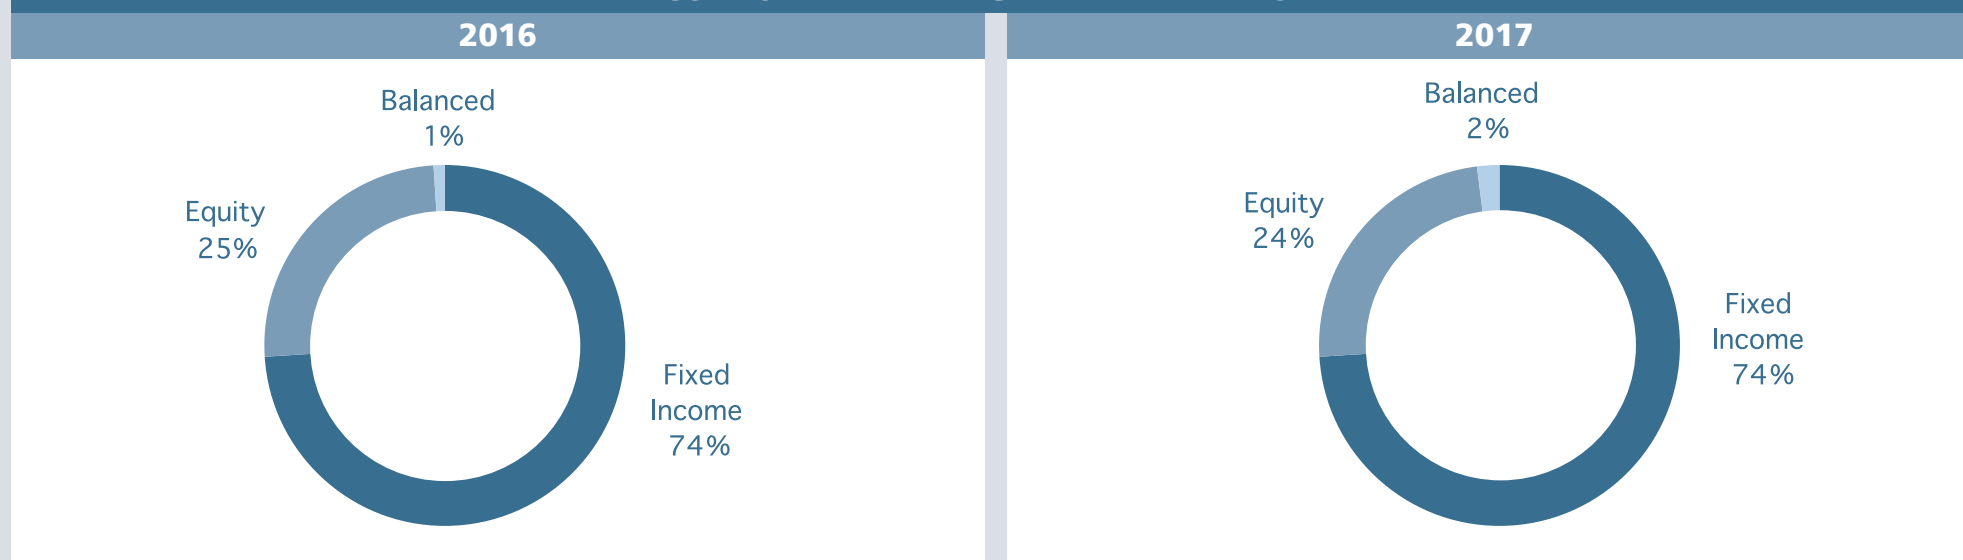 2016
Balanced
1%
Equity
25%
Fixed
Income
74%
2017
Balanced
2%
Equity
24%
Fixed
Income
74%